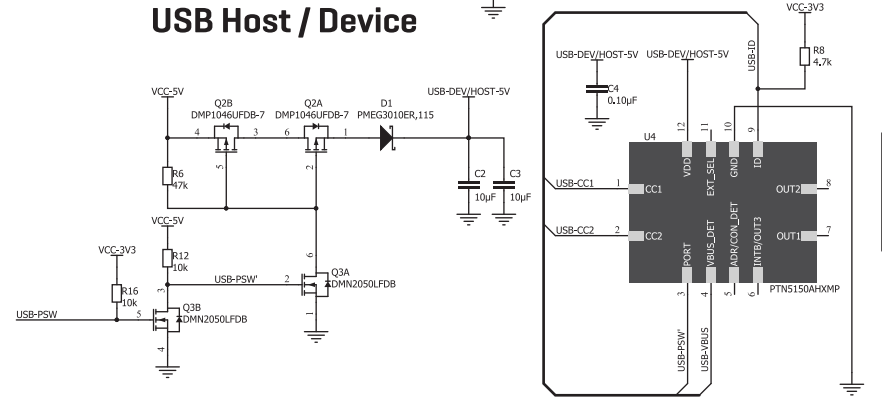 USB Host / Device
VCC-5V
Q2B
DMP1046UFDB-7
Q2A
DMP1046UFDB-7
D1
PMEG3010ER,115
USB-DEV/HOST-5V
4
3
6
1
5
2
R6
47k
C2
10µF
C3
10µF
VCC-5V
R12
10k
VCC-3V3
R16
10k
USB-PSW
5
3
Q3B
DMN2050LFDB
4
USB-PSW'
2
6
Q3A
DMN2050LFDB
1
VCC-3V3
R8
4.7k
USB-ID
USB-DEV/HOST-5V
USB-DEV/HOST-5V
C4
0.10µF
U4
12
11
10
9
VDD
EXT_SEL
GND
ID
USB-CC1
1
CC1
OUT2
8
USB-CC2
2
CC2
OUT1
7
PORT
VBUS_DET
ADR/CON_DET
INTB/OUT3
3
4
5
6
PTN5150AHXMP
USB-PSW'
USB-VBUS